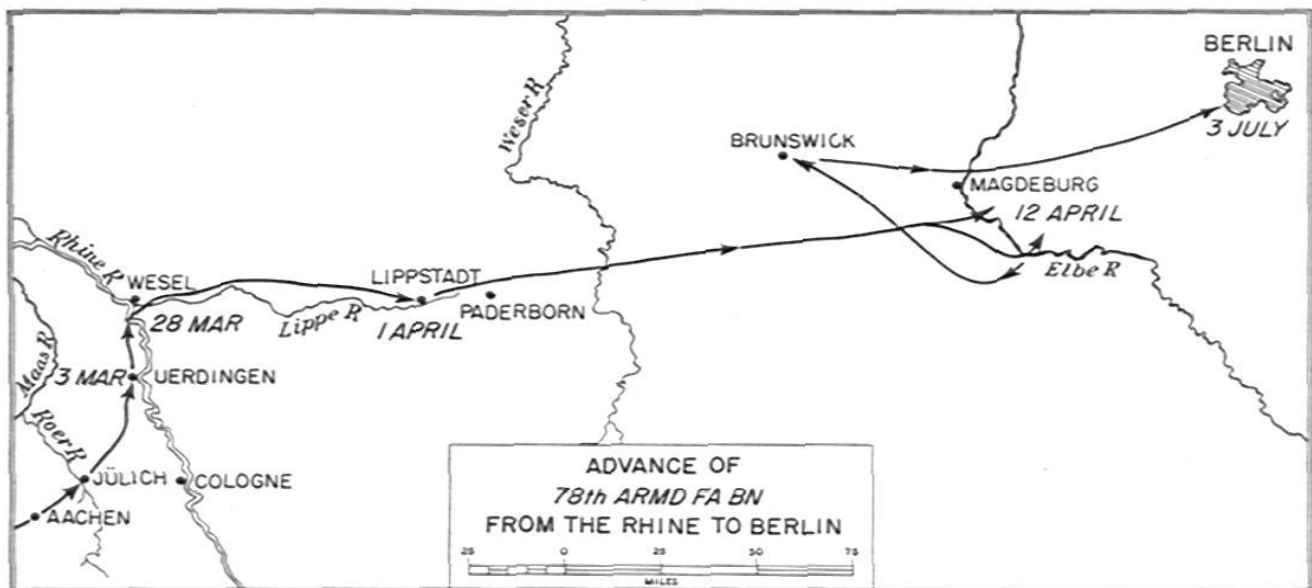 BERLIN
3 JULY
Weser R
BRUNSWICK
MAGDEBURG
12 APRIL
Elbe R
Rhine R
WESEL
LIPPSTADT
28 MAR
Lippe R
1 APRIL
PADERBORN
Maas R
3 MAR
UERDINGEN
Roer R
JÜLICH
COLOGNE
AACHEN
ADVANCE OF
78th ARMD FA BN
FROM THE RHINE TO BERLIN
25 0 25 50 75
MILES